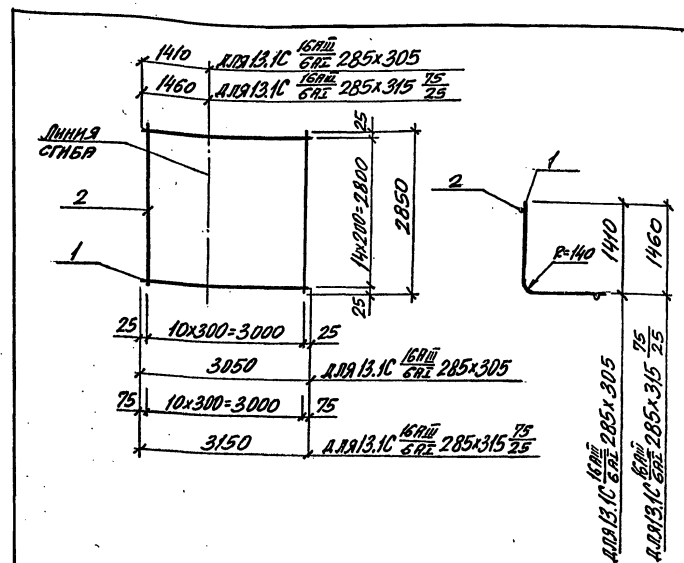 1410 ДЛЯ 13.1С 16АIII/6АI 285х305
1460 ДЛЯ 13.1С 16АIII/6АI 285х315 75/25
ЛИНИЯ
СГИБА
2
1
25
14х200=2800
25
2850
25 10х300=3000 25
3050 ДЛЯ 13.1С 16АIII/6АI 285х305
75 10х300=3000 75
3150 ДЛЯ 13.1С 16АIII/6АI 285х315 75/25
1
2
R=140
1410
1460
ДЛЯ 13.1С 16АIII/6АI 285х305
ДЛЯ 13.1С 16АIII/6АI 285х315 75/25